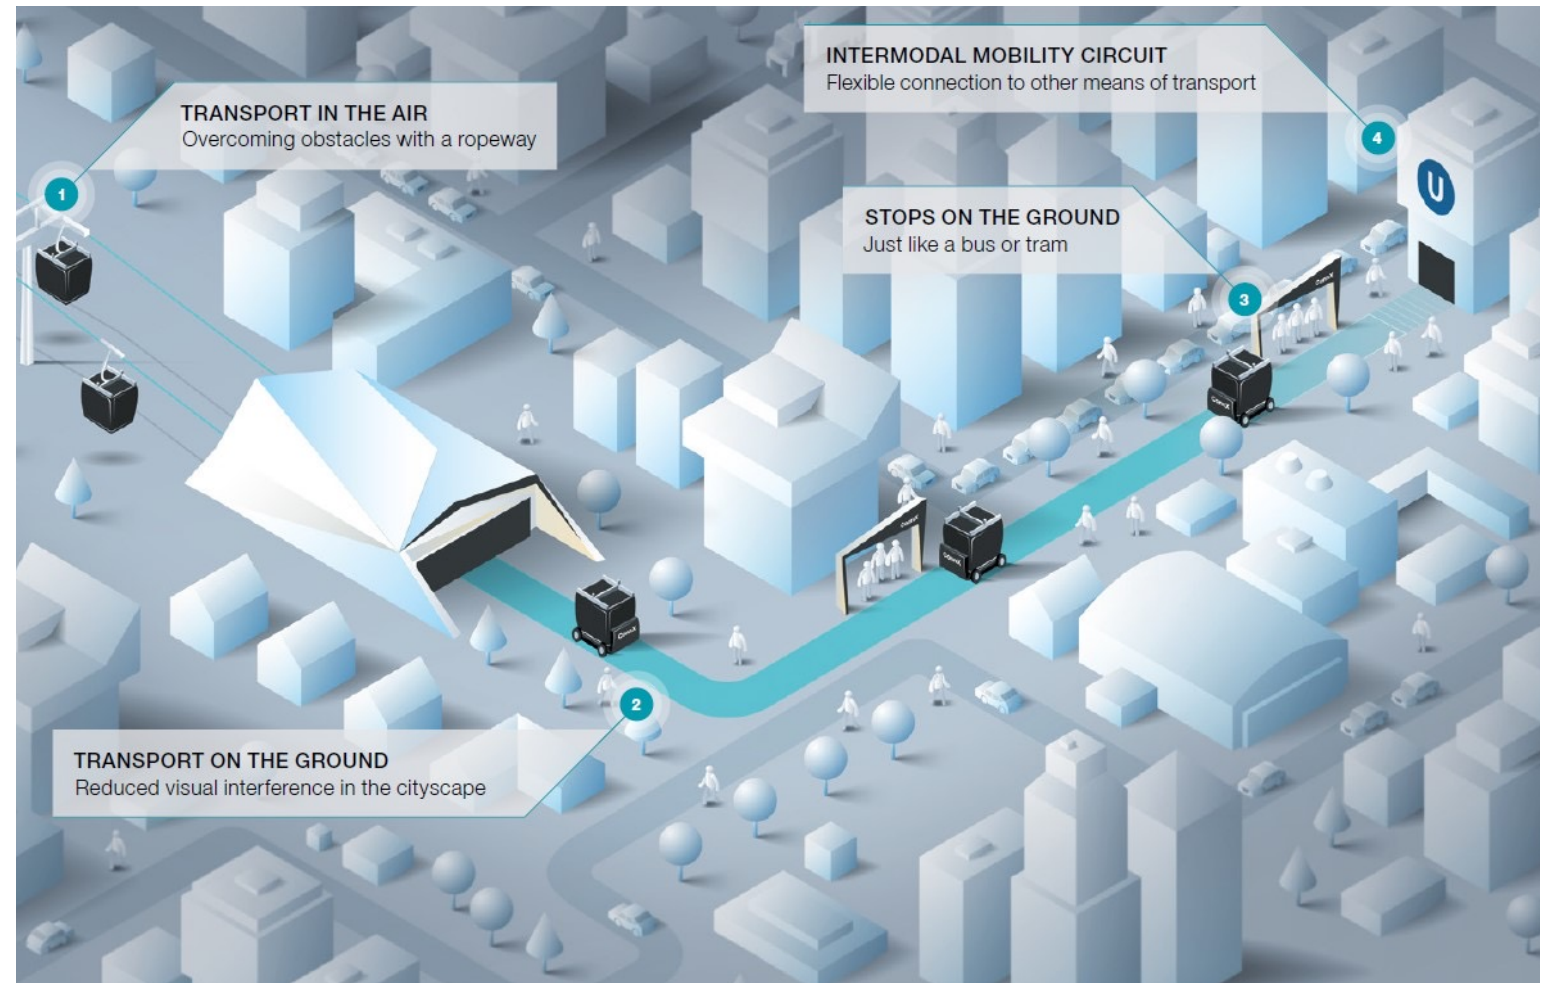 INTERMODAL MOBILITY CIRCUIT
Flexible connection to other means of transport
TRANSPORT IN THE AIR
Overcoming obstacles with a ropeway
4
1
U
STOPS ON THE GROUND
Just like a bus or tram
3
2
TRANSPORT ON THE GROUND
Reduced visual interference in the cityscape